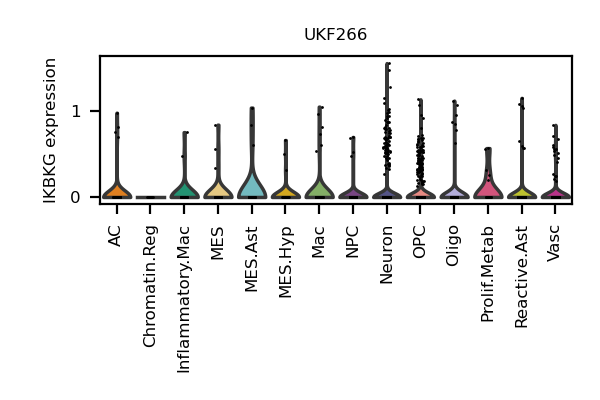 UKF266
IKBKG expression
1
0
AC
Chromatin.Reg
Inflammatory.Mac
MES
MES.Ast
MES.Hyp
Mac
NPC
Neuron
OPC
Oligo
Prolif.Metab
Reactive.Ast
Vasc